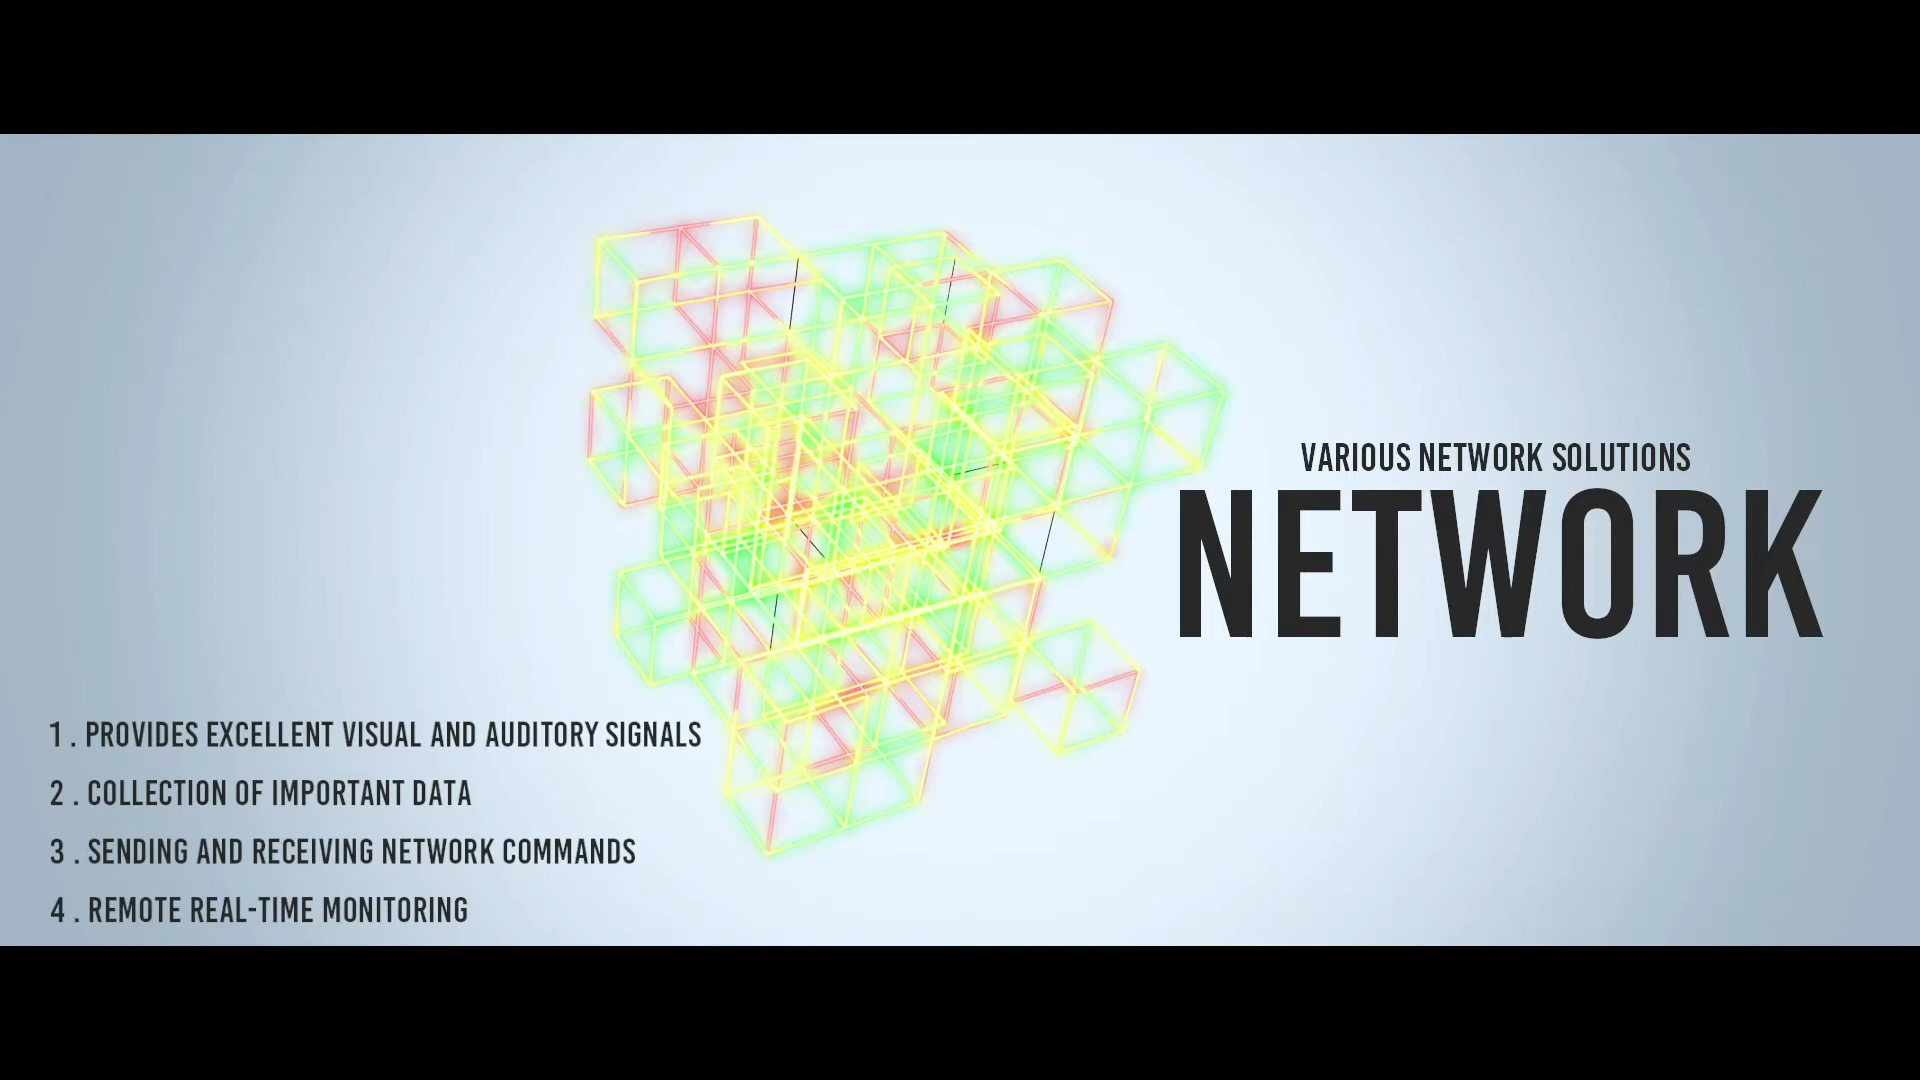 VARIOUS NETWORK SOLUTIONS
NETWORK
1 . PROVIDES EXCELLENT VISUAL AND AUDITORY SIGNALS
2 . COLLECTION OF IMPORTANT DATA
3 . SENDING AND RECEIVING NETWORK COMMANDS
4 . REMOTE REAL-TIME MONITORING